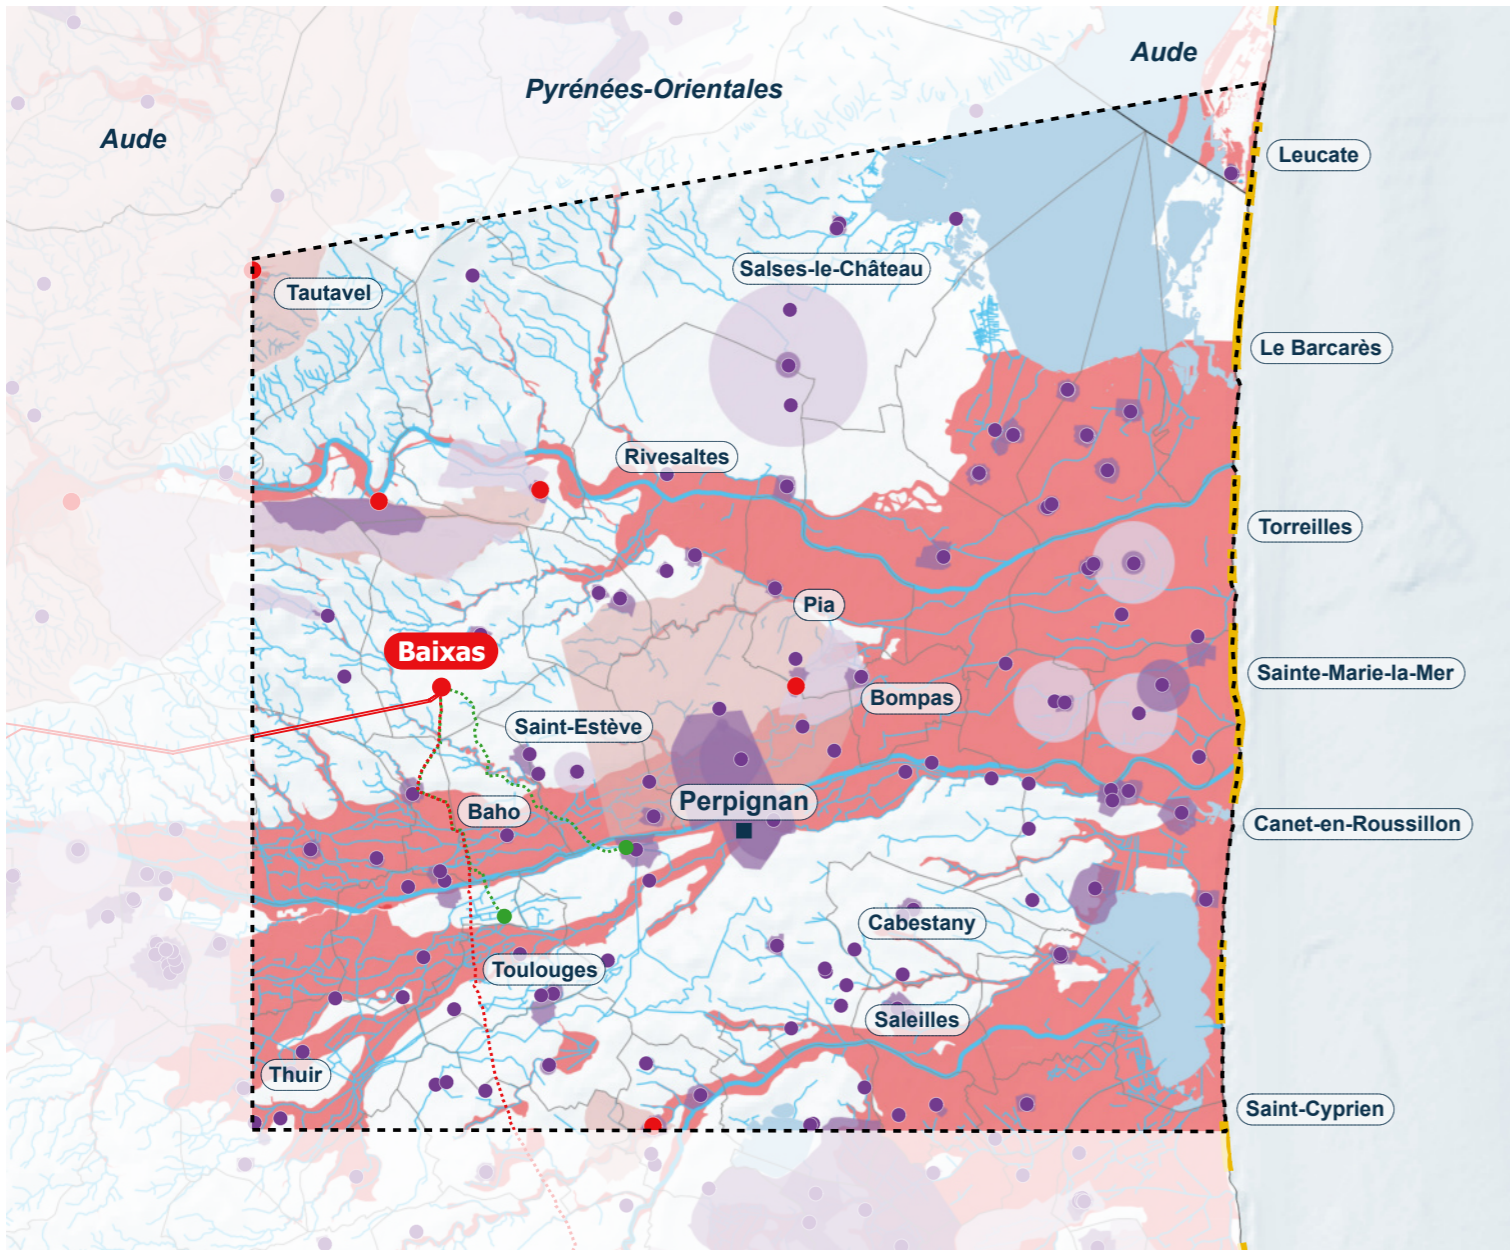 Aude
Pyrénées-Orientales
Aude
Leucate
Salses-le-Château
Tautavel
Le Barcarès
Rivesaltes
Torreilles
Pia
Baixas
Sainte-Marie-la-Mer
Bompas
Saint-Estève
Perpignan
Baho
Canet-en-Roussillon
Cabestany
Toulouges
Saleilles
Thuir
Saint-Cyprien